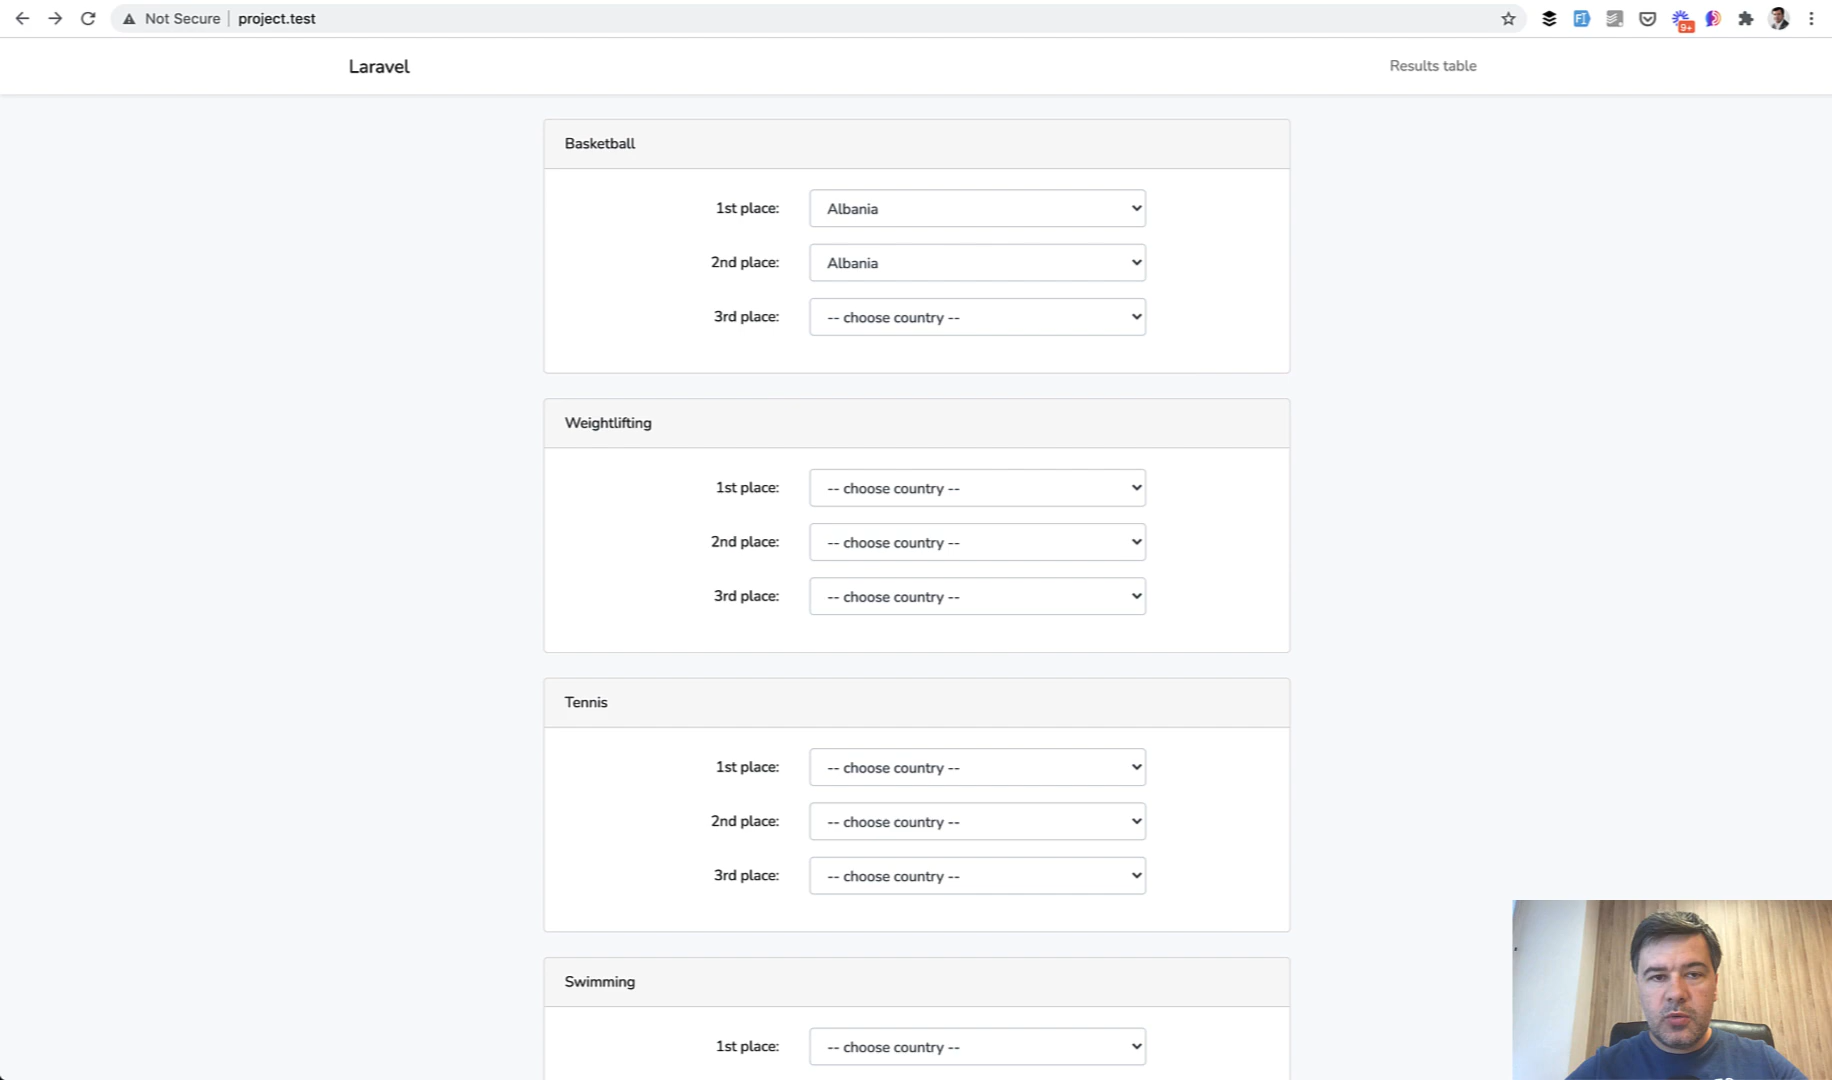 Not Secure | project.test
9+
Laravel
Results table
Basketball
1st place: Albania
2nd place: Albania
3rd place: -- choose country --
Weightlifting
1st place: -- choose country --
2nd place: -- choose country --
3rd place: -- choose country --
Tennis
1st place: -- choose country --
2nd place: -- choose country --
3rd place: -- choose country --
Swimming
1st place: -- choose country --